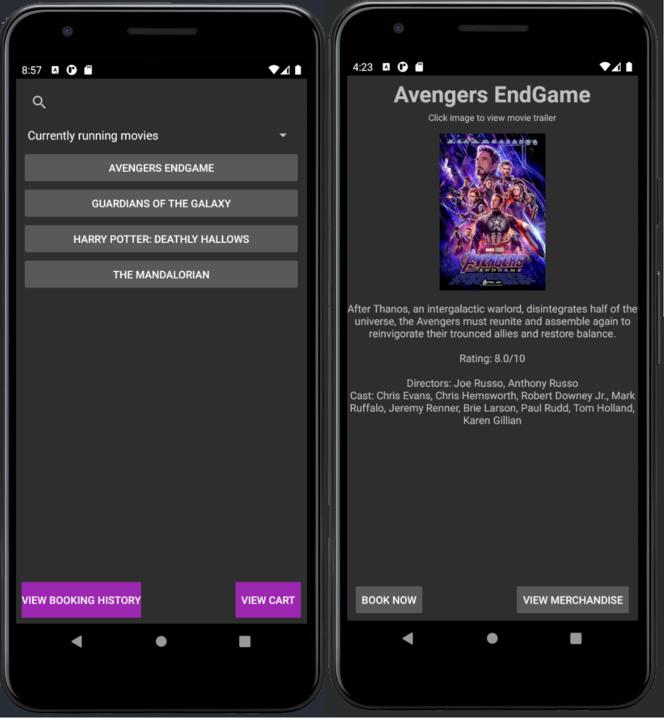 8:57
Currently running movies
AVENGERS ENDGAME
GUARDIANS OF THE GALAXY
HARRY POTTER: DEATHLY HALLOWS
THE MANDALORIAN
VIEW BOOKING HISTORY
VIEW CART
4:23
Avengers EndGame
Click image to view movie trailer
AVENGERS
ENDGAME
After Thanos, an intergalactic warlord, disintegrates half of the
universe, the Avengers must reunite and assemble again to
reinvigorate their trounced allies and restore balance.
Rating: 8.0/10
Directors: Joe Russo, Anthony Russo
Cast: Chris Evans, Chris Hemsworth, Robert Downey Jr., Mark
Ruffalo, Jeremy Renner, Brie Larson, Paul Rudd, Tom Holland,
Karen Gillian
BOOK NOW
VIEW MERCHANDISE